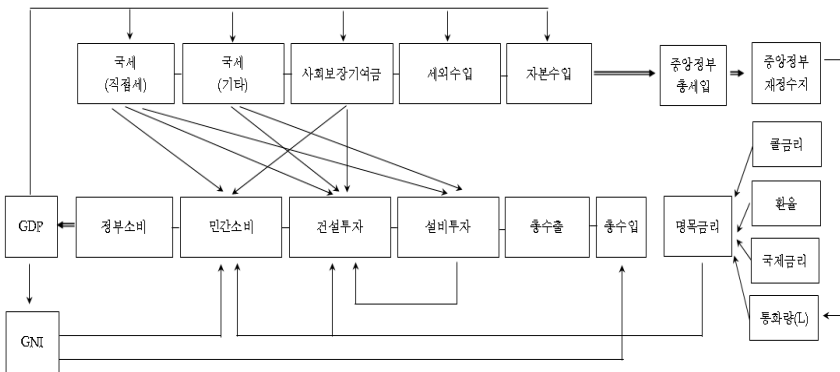 국세
(직접세)
국세
(기타)
사회보장기여금
세외수입
자본수입
중앙정부
총세입
중앙정부
재정수지
콜금리
GDP
정부소비
민간소비
건설투자
설비투자
총수출
총수입
명목금리
환율
국제금리
통화량(L)
GNI